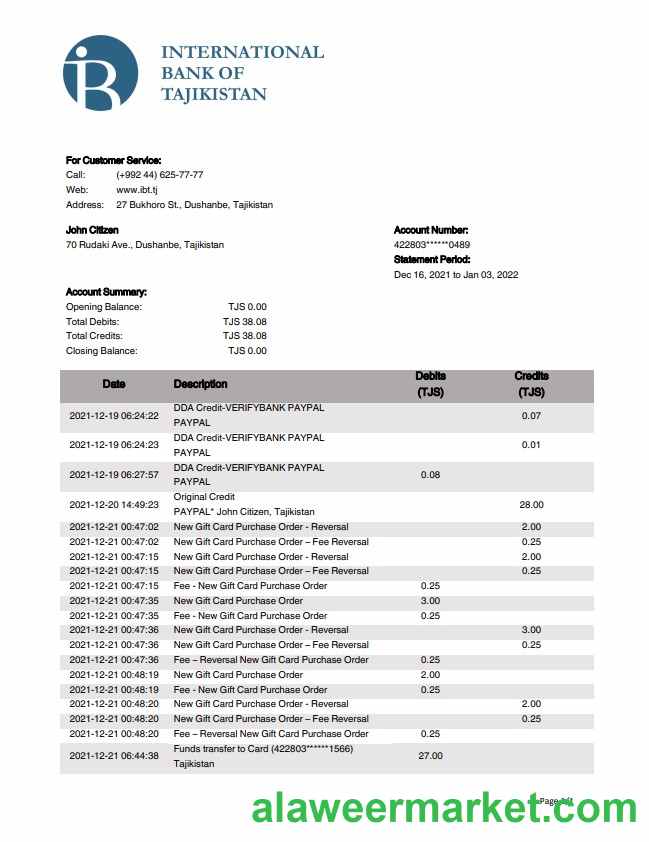 INTERNATIONAL
BANK OF
TAJIKISTAN
For Customer Service:
Call: (+992 44) 625-77-77
Web: www.ibt.tj
Address: 27 Bukhoro St., Dushanbe, Tajikistan
John Citizen
70 Rudaki Ave., Dushanbe, Tajikistan
Account Number:
422803******0489
Statement Period:
Dec 16, 2021 to Jan 03, 2022
Account Summary:
Opening Balance: TJS 0.00
Total Debits: TJS 38.08
Total Credits: TJS 38.08
Closing Balance: TJS 0.00
Date Description Debits (TJS) Credits (TJS)
2021-12-19 06:24:22 DDA Credit-VERIFYBANK PAYPAL 0.07
PAYPAL
2021-12-19 06:24:23 DDA Credit-VERIFYBANK PAYPAL 0.01
PAYPAL
2021-12-19 06:27:57 DDA Credit-VERIFYBANK PAYPAL 0.08
PAYPAL
2021-12-20 14:49:23 Original Credit 28.00
PAYPAL* John Citizen, Tajikistan
2021-12-21 00:47:02 New Gift Card Purchase Order - Reversal 2.00
2021-12-21 00:47:02 New Gift Card Purchase Order – Fee Reversal 0.25
2021-12-21 00:47:15 New Gift Card Purchase Order - Reversal 2.00
2021-12-21 00:47:15 New Gift Card Purchase Order – Fee Reversal 0.25
2021-12-21 00:47:15 Fee - New Gift Card Purchase Order 0.25
2021-12-21 00:47:35 New Gift Card Purchase Order 3.00
2021-12-21 00:47:35 Fee - New Gift Card Purchase Order 0.25
2021-12-21 00:47:36 New Gift Card Purchase Order - Reversal 3.00
2021-12-21 00:47:36 New Gift Card Purchase Order – Fee Reversal 0.25
2021-12-21 00:47:36 Fee – Reversal New Gift Card Purchase Order 0.25
2021-12-21 00:48:19 New Gift Card Purchase Order 2.00
2021-12-21 00:48:19 Fee - New Gift Card Purchase Order 0.25
2021-12-21 00:48:20 New Gift Card Purchase Order - Reversal 2.00
2021-12-21 00:48:20 New Gift Card Purchase Order – Fee Reversal 0.25
2021-12-21 00:48:20 Fee – Reversal New Gift Card Purchase Order 0.25
2021-12-21 06:44:38 Funds transfer to Card (422803******1566) 27.00
Tajikistan
Page
alaweermarket.com